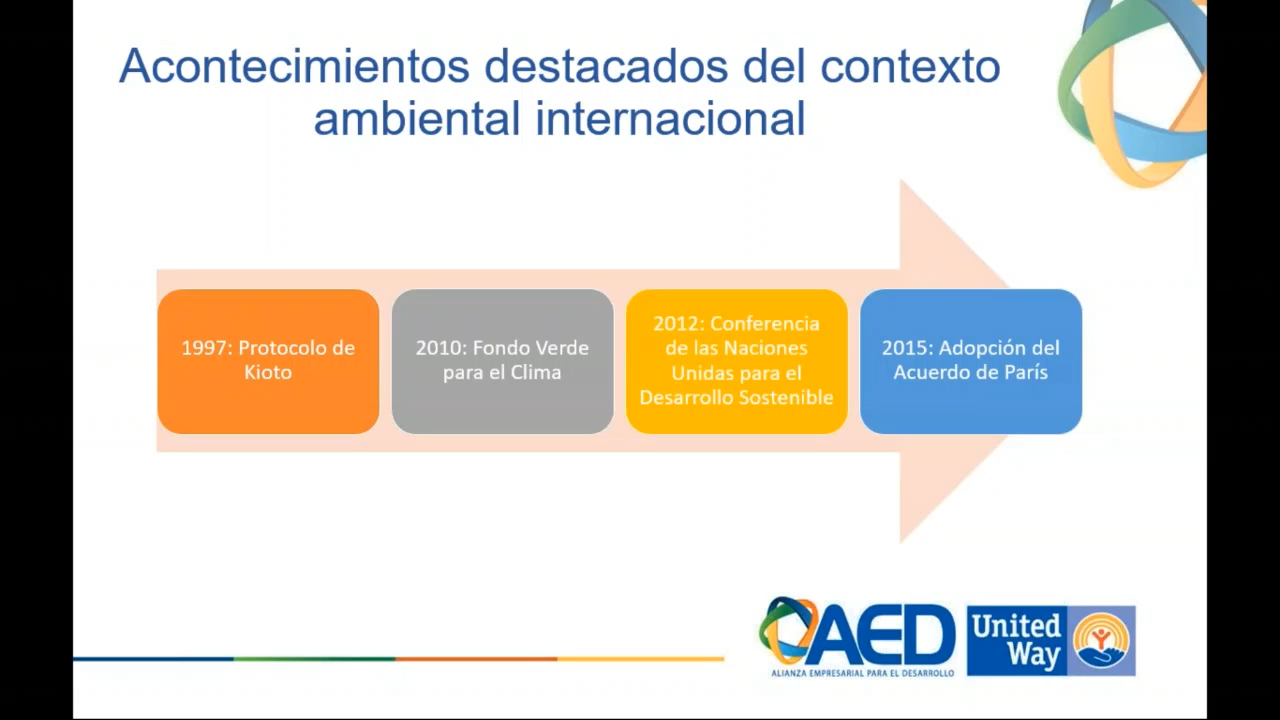 Acontecimientos destacados del contexto
ambiental internacional
1997: Protocolo de
Kioto
2010: Fondo Verde
para el Clima
2012: Conferencia
de las Naciones
Unidas para el
Desarrollo Sostenible
2015: Adopción del
Acuerdo de París
AED
ALIANZA EMPRESARIAL PARA EL DESARROLLO
United
Way